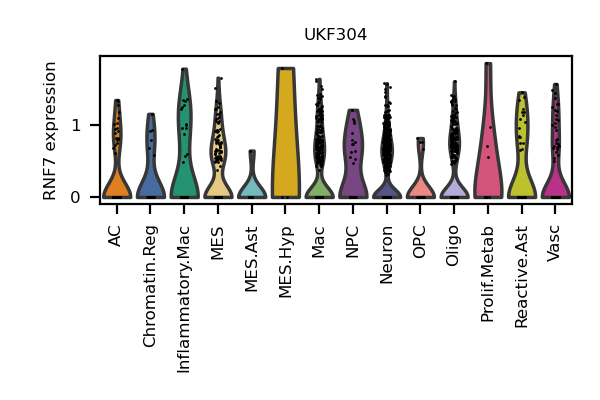 UKF304
RNF7 expression
1
0
AC
Chromatin.Reg
Inflammatory.Mac
MES
MES.Ast
MES.Hyp
Mac
NPC
Neuron
OPC
Oligo
Prolif.Metab
Reactive.Ast
Vasc